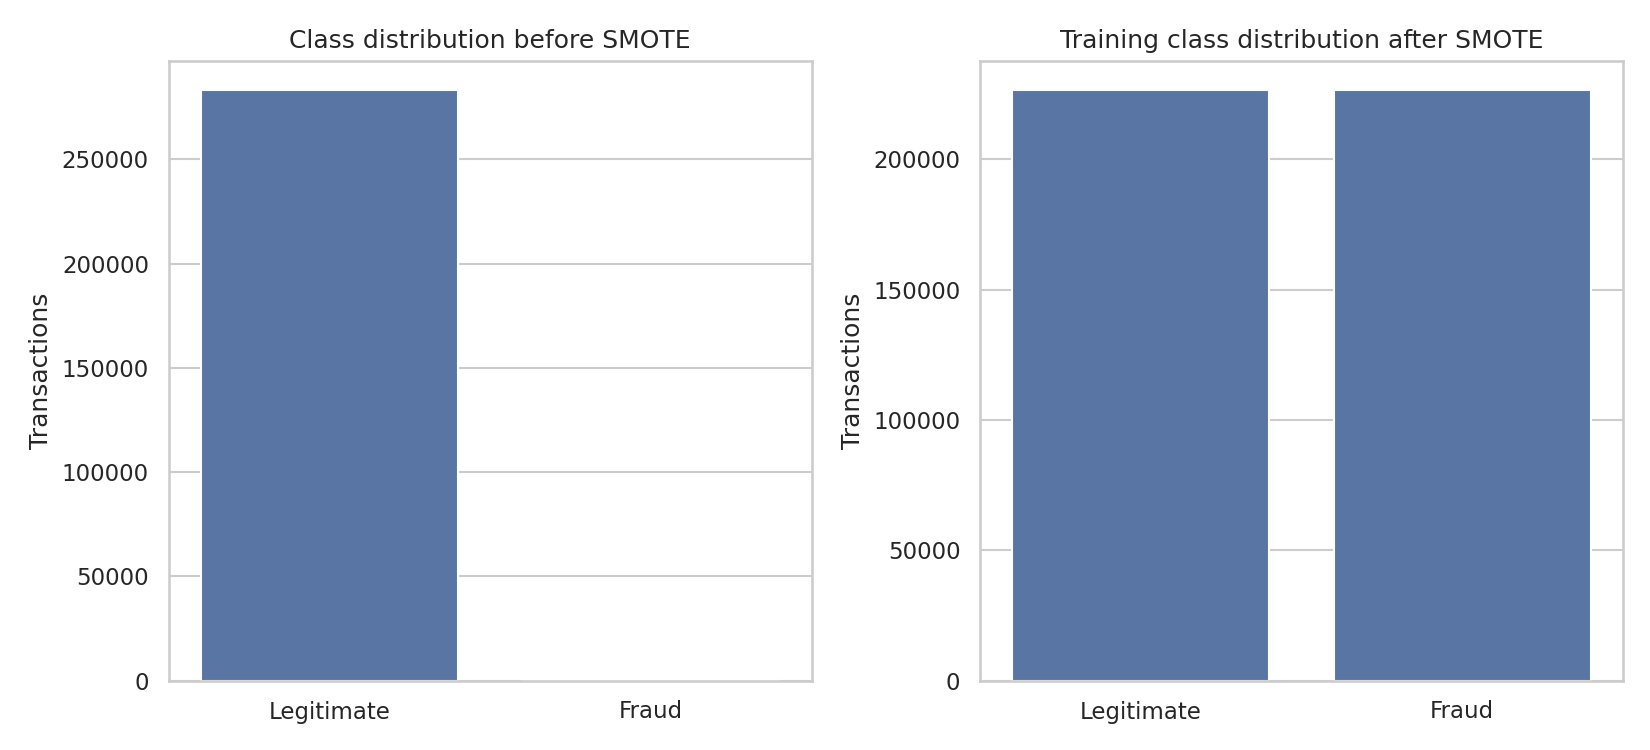 Class distribution before SMOTE
Transactions
250000
200000
150000
100000
50000
0
Legitimate
Fraud
Training class distribution after SMOTE
Transactions
200000
150000
100000
50000
0
Legitimate
Fraud